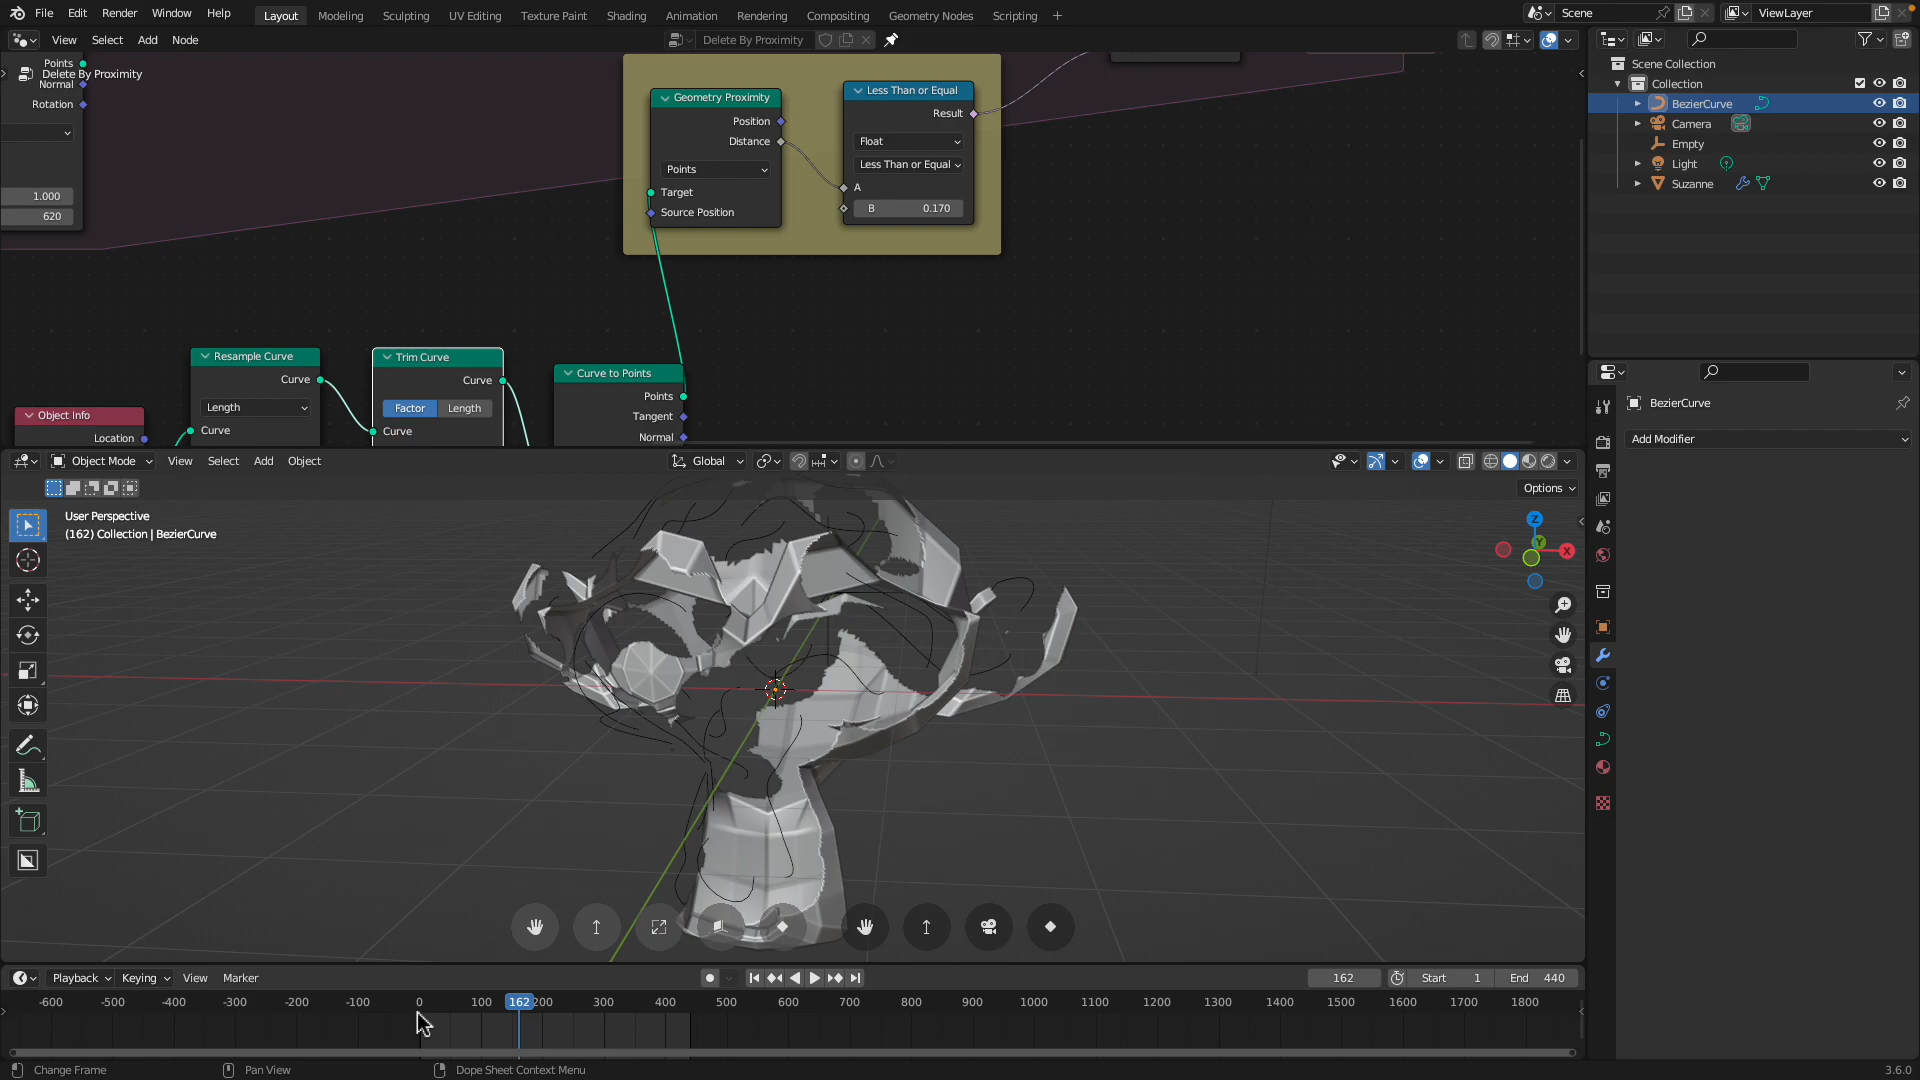 File Edit Render Window Help
Layout Modeling Sculpting UV Editing Texture Paint Shading Animation Rendering Compositing Geometry Nodes Scripting
Scene
ViewLayer
View Select Add Node
Delete By Proximity
Points
Delete By Proximity
Normal
Rotation
1.000
620
Geometry Proximity
Position
Distance
Points
Target
Source Position
Less Than or Equal
Result
Float
Less Than or Equal
A
B 0.170
Resample Curve
Curve
Length
Curve
Trim Curve
Curve
Factor Length
Curve
Curve to Points
Points
Tangent
Normal
Object Info
Location
Scene Collection
Collection
BezierCurve
Camera
Empty
Light
Suzanne
BezierCurve
Add Modifier
Object Mode View Select Add Object
Global
Options
User Perspective
(162) Collection | BezierCurve
Z
Y
X
Playback Keying View Marker
162 Start 1 End 440
-600 -500 -400 -300 -200 -100 0 100 162 200 300 400 500 600 700 800 900 1000 1100 1200 1300 1400 1500 1600 1700 1800
Change Frame Pan View Dope Sheet Context Menu 3.6.0